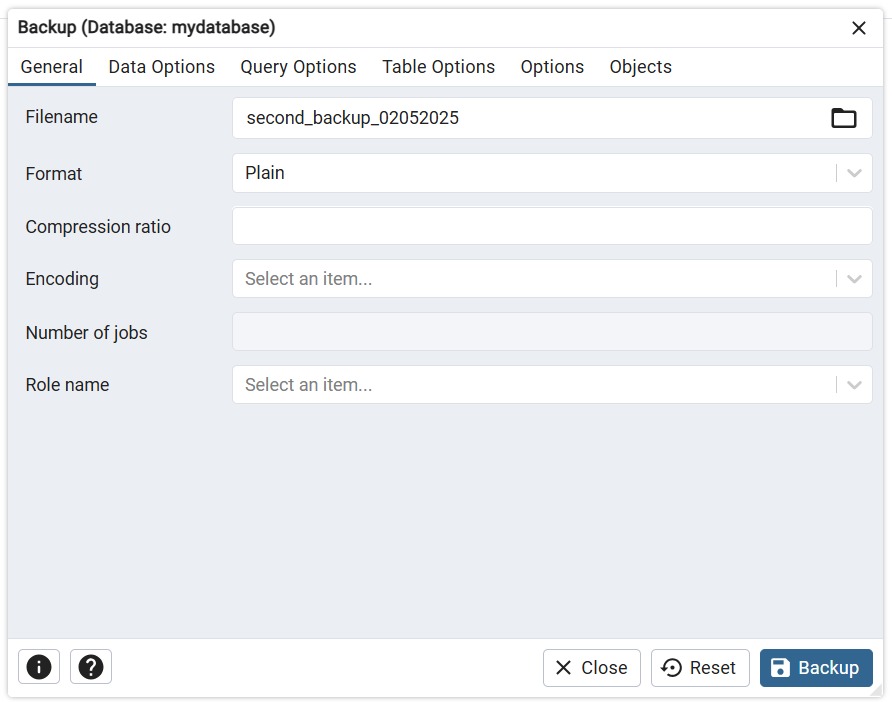 Backup (Database: mydatabase)
General Data Options Query Options Table Options Options Objects
Filename second_backup_02052025
Format Plain
Compression ratio
Encoding Select an item...
Number of jobs
Role name Select an item...
Close Reset Backup